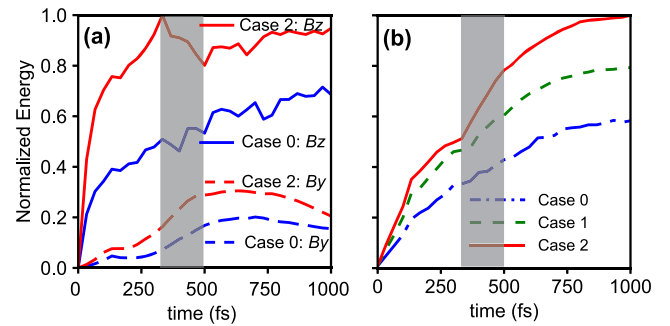 (a)
Case 2: Bz
Case 0: Bz
Case 2: By
Case 0: By
Normalized Energy
1.0
0.8
0.6
0.4
0.2
0.0
0 250 500 750 1000
time (fs)
(b)
Case 0
Case 1
Case 2
0 250 500 750 1000
time (fs)